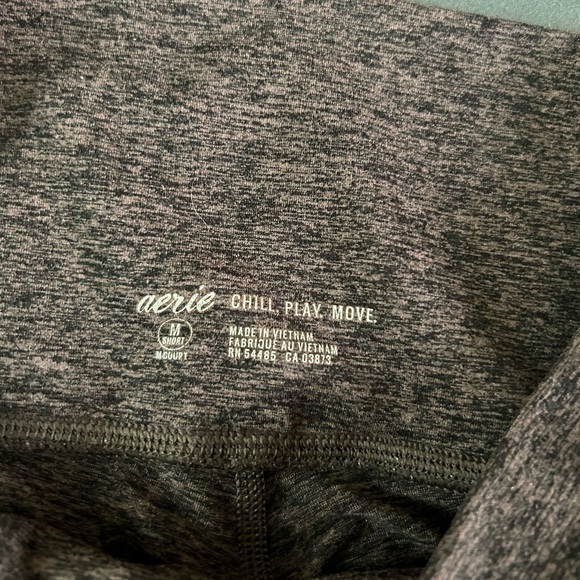 aerie CHILL. PLAY. MOVE.
M
SHORT
M COURT
MADE IN VIETNAM
FABRIQUE AU VIETNAM
RN 54485 CA 03873